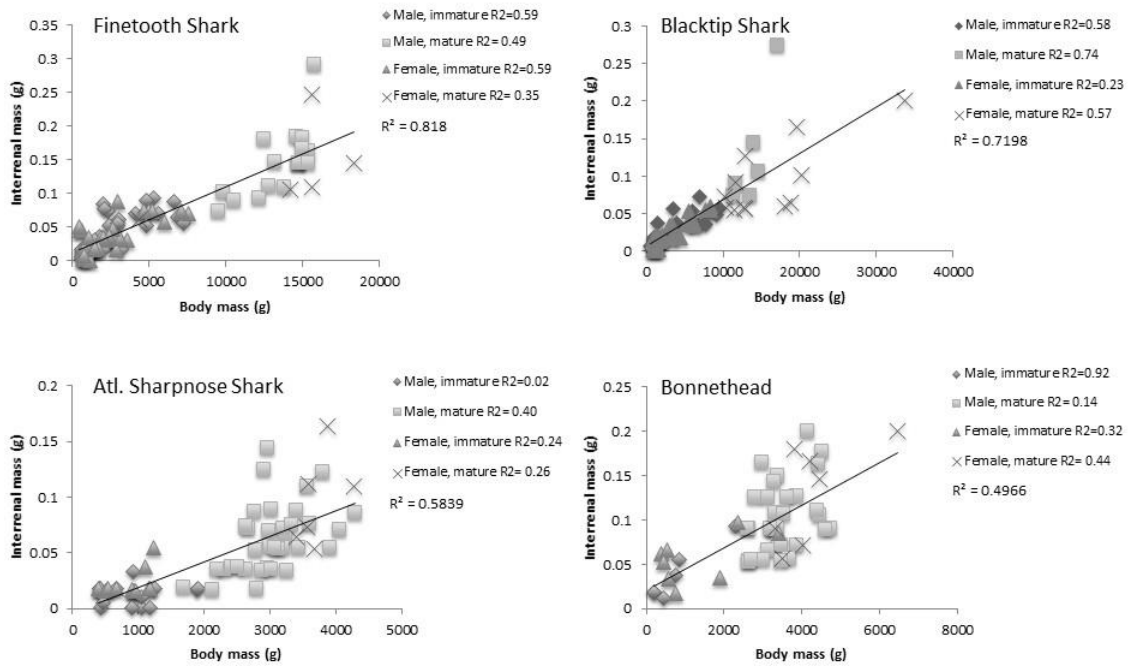 Finetooth Shark
Interrenal mass (g)
0.35
0.3
0.25
0.2
0.15
0.1
0.05
0
0 5000 10000 15000 20000
Body mass (g)
Male, immature R2=0.59
Male, mature R2= 0.49
Female, immature R2=0.59
Female, mature R2= 0.35
R² = 0.818
Blacktip Shark
Interrenal mass (g)
0.3
0.25
0.2
0.15
0.1
0.05
0
0 10000 20000 30000 40000
Body mass (g)
Male, immature R2=0.58
Male, mature R2= 0.74
Female, immature R2=0.23
Female, mature R2= 0.57
R² = 0.7198
Atl. Sharpnose Shark
Interrenal mass (g)
0.2
0.15
0.1
0.05
0
0 1000 2000 3000 4000 5000
Body mass (g)
Male, immature R2=0.02
Male, mature R2= 0.40
Female, immature R2=0.24
Female, mature R2= 0.26
R² = 0.5839
Bonnethead
Interrenal mass (g)
0.25
0.2
0.15
0.1
0.05
0
0 2000 4000 6000 8000
Body mass (g)
Male, immature R2=0.92
Male, mature R2= 0.14
Female, immature R2=0.32
Female, mature R2= 0.44
R² = 0.4966